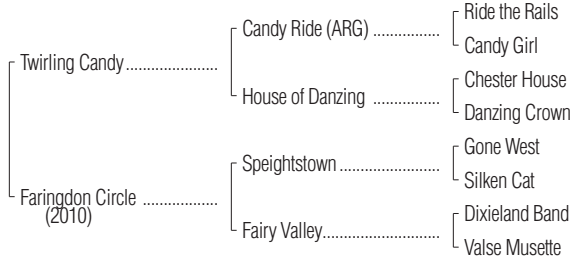 Ride the Rails
Candy Ride (ARG) ................
Candy Girl
Twirling Candy ......................
Chester House
House of Danzing ................
Danzing Crown
Gone West
Speightstown ........................
Silken Cat
Faringdon Circle ..................
(2010)
Dixieland Band
Fairy Valley............................
Valse Musette